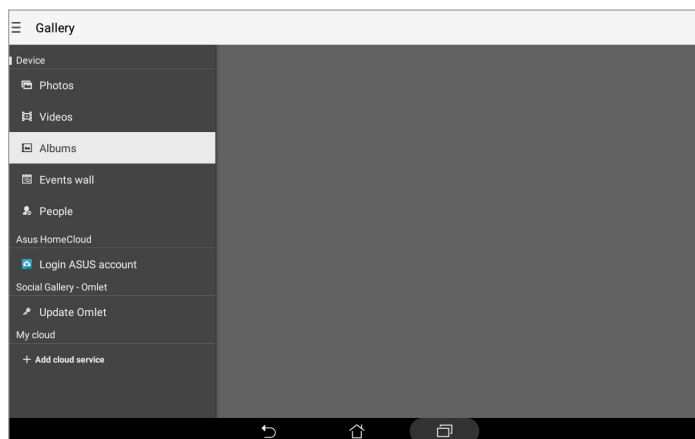 Gallery
Device
Photos
Videos
Albums
Events wall
People
Asus HomeCloud
Login ASUS account
Social Gallery - Omlet
Update Omlet
My cloud
+ Add cloud service